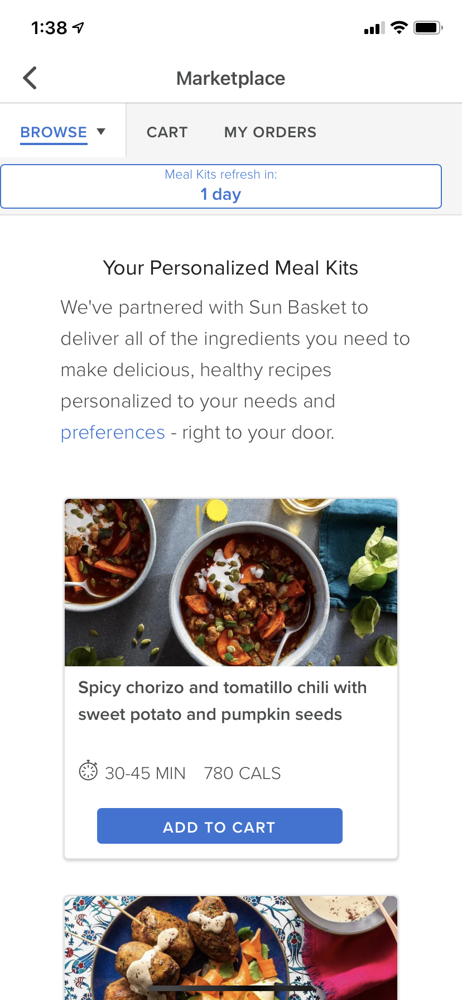 1:38
Marketplace
BROWSE ▼ CART MY ORDERS
Meal Kits refresh in:
1 day
Your Personalized Meal Kits
We've partnered with Sun Basket to
deliver all of the ingredients you need to
make delicious, healthy recipes
personalized to your needs and
preferences - right to your door.
Spicy chorizo and tomatillo chili with
sweet potato and pumpkin seeds
30-45 MIN 780 CALS
ADD TO CART